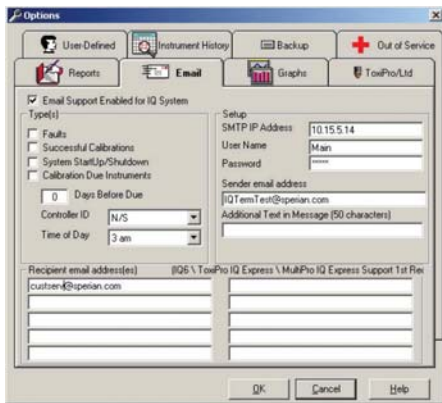 Options
User-Defined
Instrument History
Backup
Out of Service
Reports
Email
Graphs
ToxiPro/Ltd
Email Support Enabled for IQ System
Type(s)
Faults
Successful Calibrations
System StartUp/Shutdown
Calibration Due Instruments
0 Days Before Due
Controller ID N/S
Time of Day 3 am
Setup
SMTP IP Address 10.15.5.14
User Name Main
Password *****
Sender email address
IQTermTest@sperian.com
Additional Text in Message (50 characters)
Recipient email address(es) (IQ6 \ ToxiPro IQ Express \ MultiPro IQ Express Support 1st Rec
custserv@sperian.com
OK
Cancel
Help